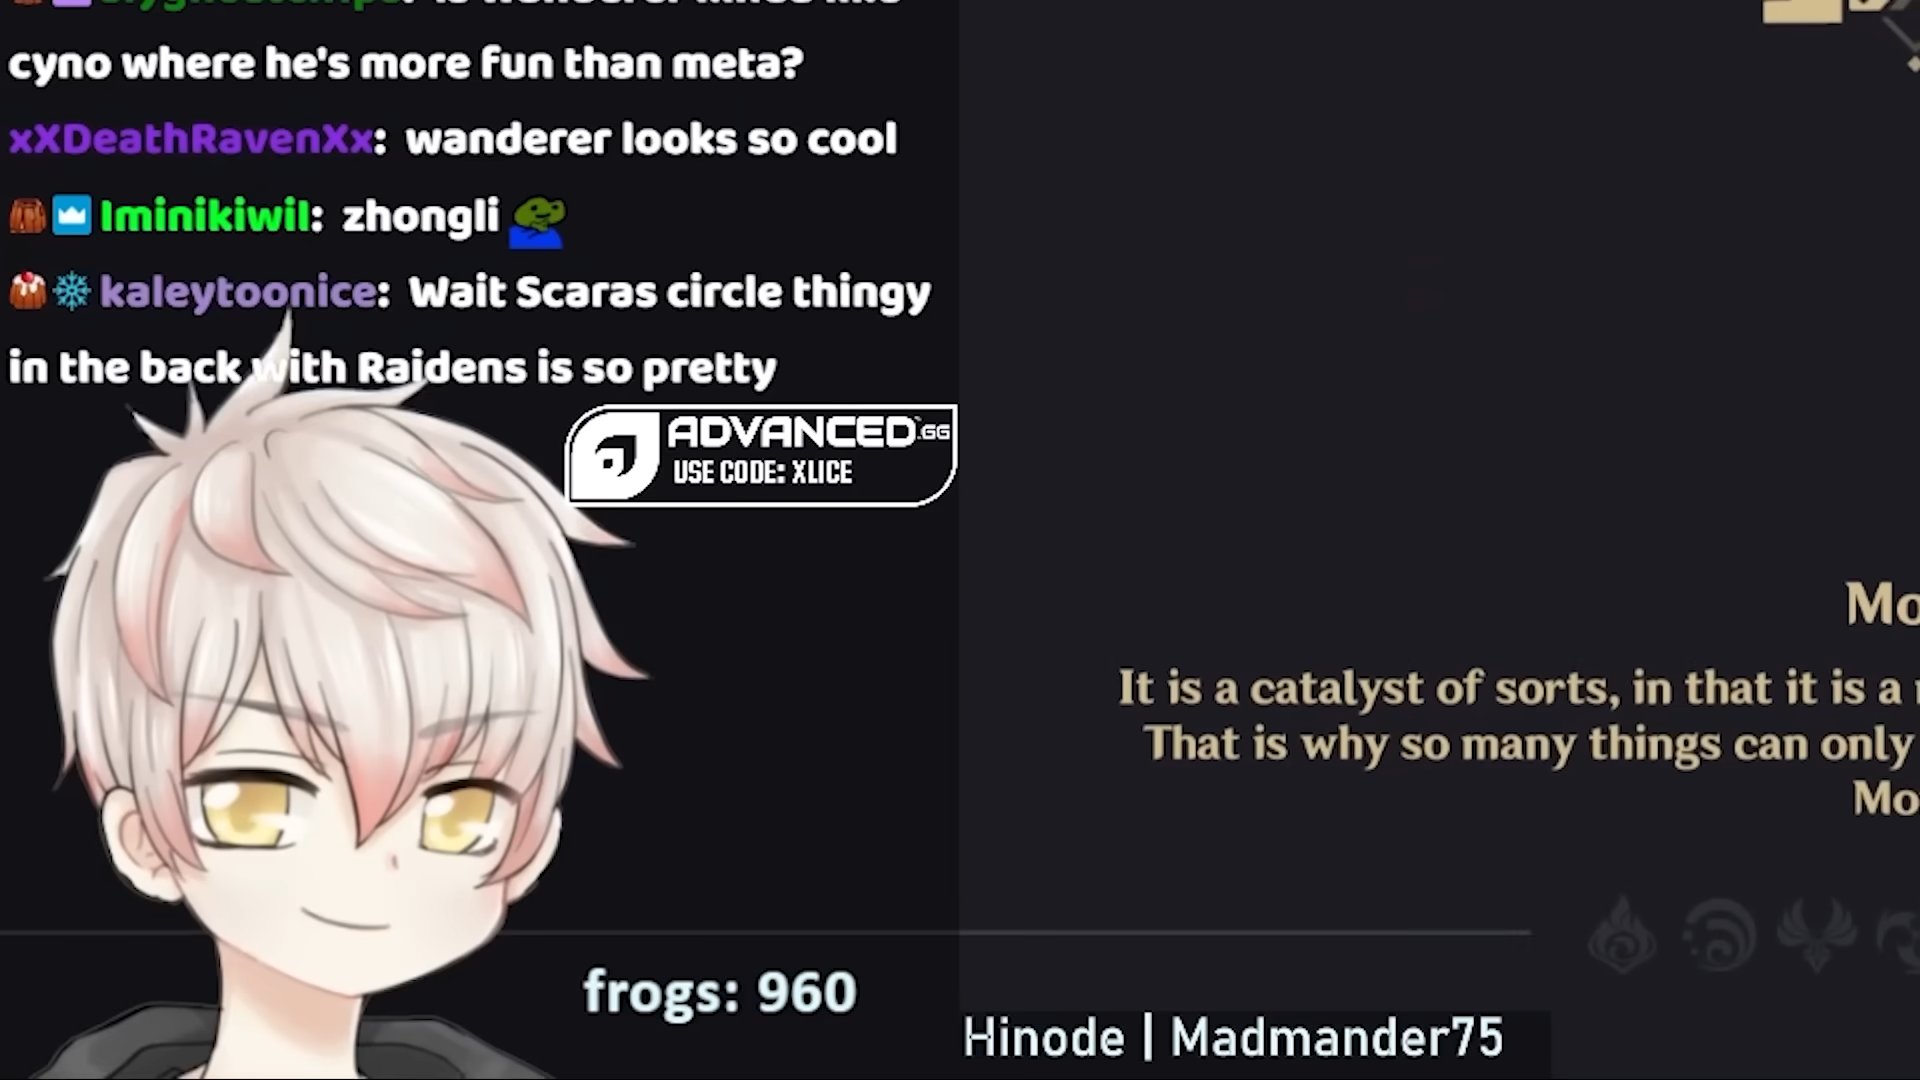 cyno where he's more fun than meta?
xXDeathRavenXx: wanderer looks so cool
lminikiwil: zhongli
kaleytoonice: Wait Scaras circle thingy
in the back with Raidens is so pretty
ADVANCED.GG
USE CODE: XLICE
Mo
It is a catalyst of sorts, in that it is a
That is why so many things can only
Mo
frogs: 960
Hinode | Madmander75